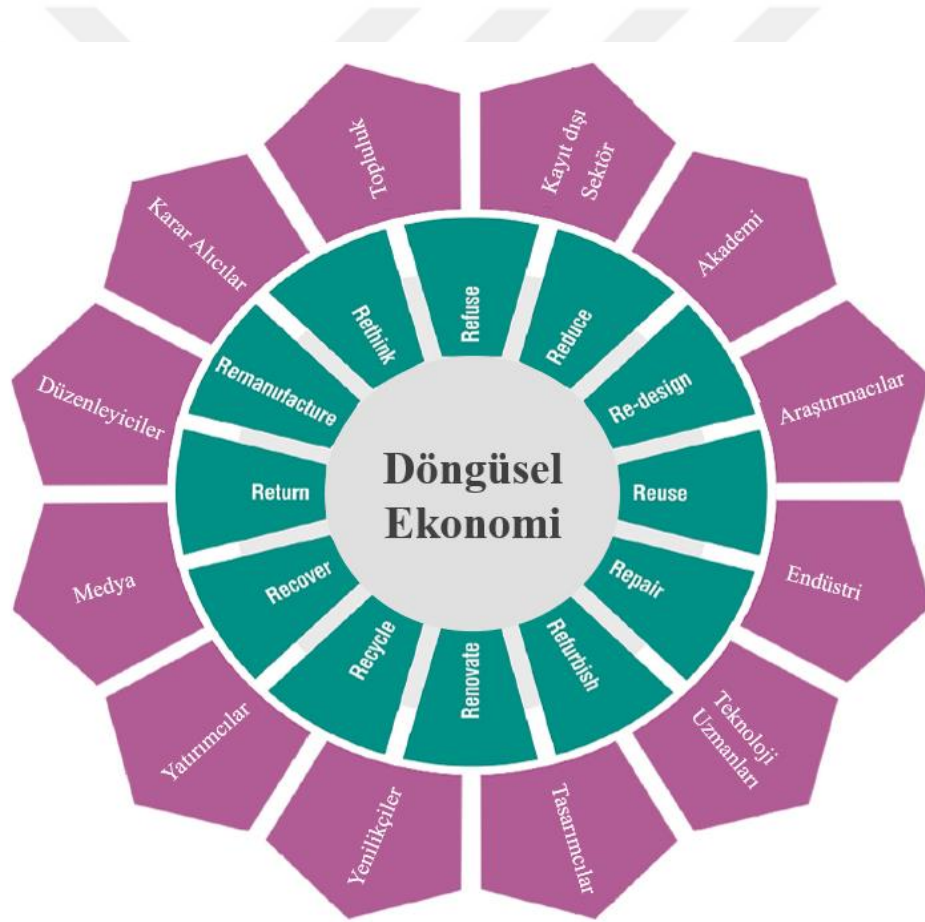 Döngüsel
Ekonomi
Refuse
Reduce
Re-design
Reuse
Repair
Refurbish
Renovate
Recycle
Recover
Return
Remanufacture
Rethink
Kayıt dışı
Sektör
Akademi
Araştırmacılar
Endüstri
Teknoloji
Uzmanları
Tasarımcılar
Yenilikçiler
Yatırımcılar
Medya
Düzenleyiciler
Karar Alıcılar
Topluluk